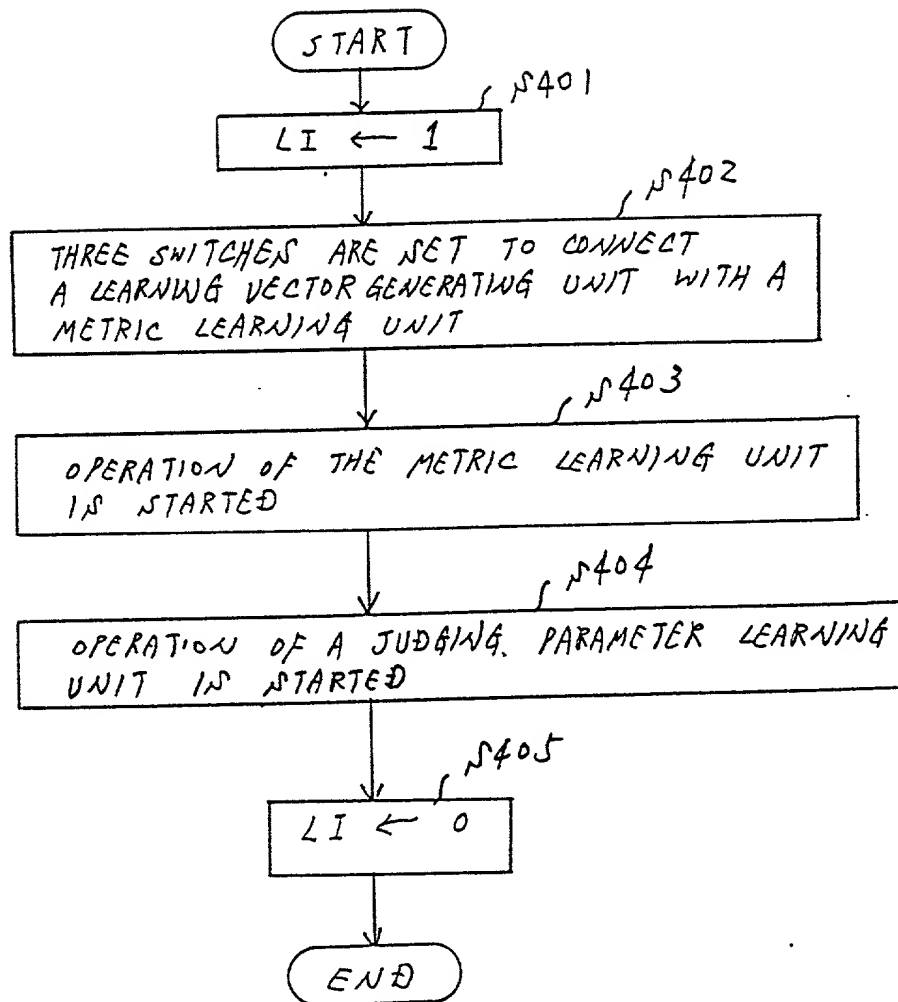 START
S401
LI ← 1
S402
THREE SWITCHES ARE SET TO CONNECT
A LEARNING VECTOR GENERATING UNIT WITH A
METRIC LEARNING UNIT
S403
OPERATION OF THE METRIC LEARNING UNIT
IS STARTED
S404
OPERATION OF A JUDGING. PARAMETER LEARNING
UNIT IS STARTED
S405
LI ← 0
END